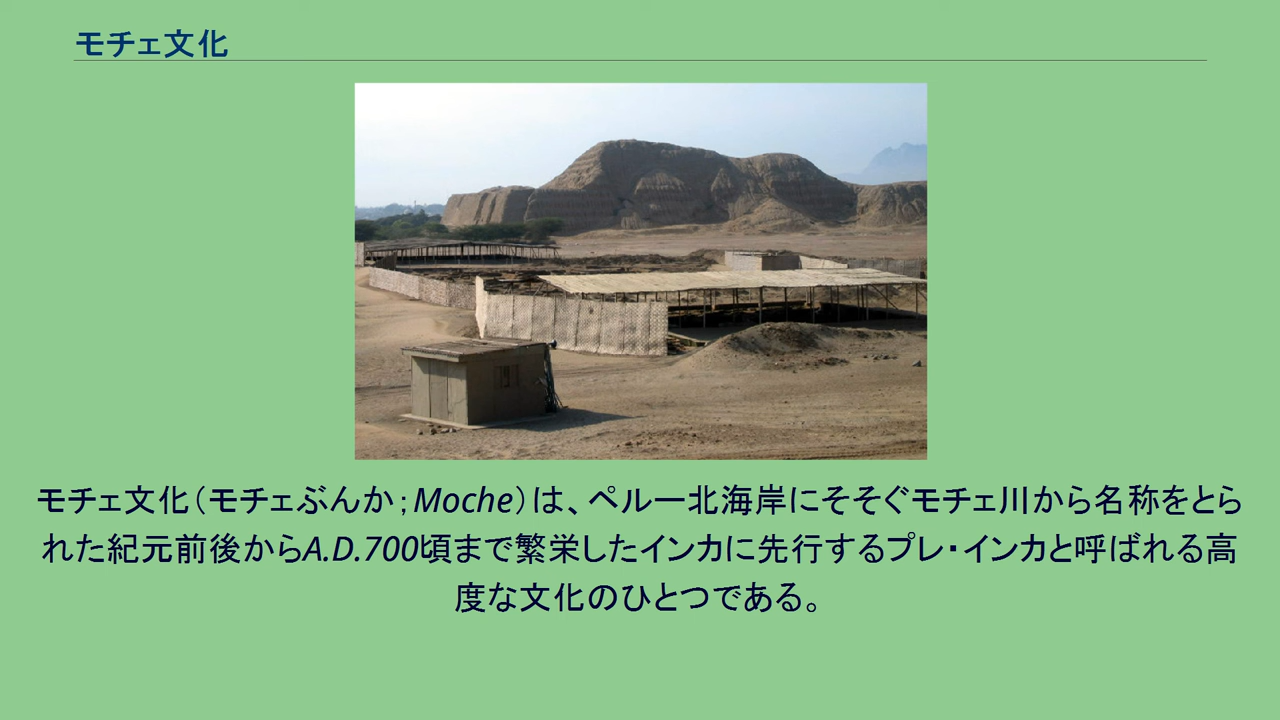 モチェ文化
モチェ文化（モチェぶんか；Moche）は、ペルー北海岸にそそぐモチェ川から名称をとら
れた紀元前後からA.D.700頃まで繁栄したインカに先行するプレ・インカと呼ばれる高
度な文化のひとつである。